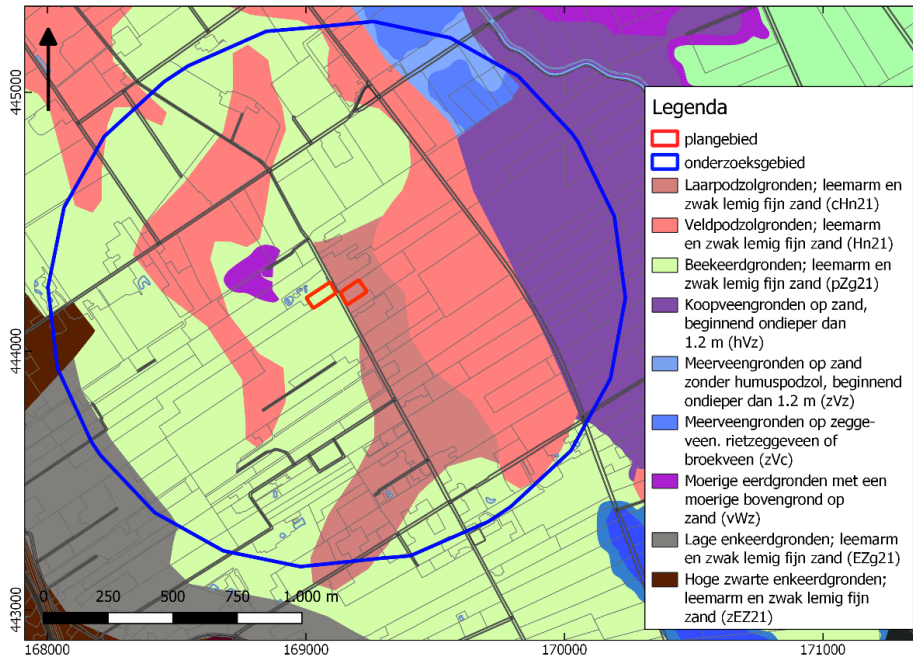 445000
444000
443000
Legenda
plangebied
onderzoeksgebied
Laarpodzolgronden; leemarm en
zwak lemig fijn zand (cHn21)
Veldpodzolgronden; leemarm
en zwak lemig fijn zand (Hn21)
Beekeerdgronden; leemarm en
zwak lemig fijn zand (pZg21)
Koopveengronden op zand,
beginnend ondieper dan
1.2 m (hVz)
Meerveengronden op zand
zonder humuspodzol, beginnend
ondieper dan 1.2 m (zVz)
Meerveengronden op zegge-
veen. rietzeggeveen of
broekveen (zVc)
Moerige eerdgronden met een
moerige bovengrond op
zand (vWz)
Lage enkeerdgronden; leemarm
en zwak lemig fijn zand (EZg21)
Hoge zwarte enkeerdgronden;
leemarm en zwak lemig fijn
zand (zEZ21)
0 250 500 750 1.000 m
168000 169000 170000 171000